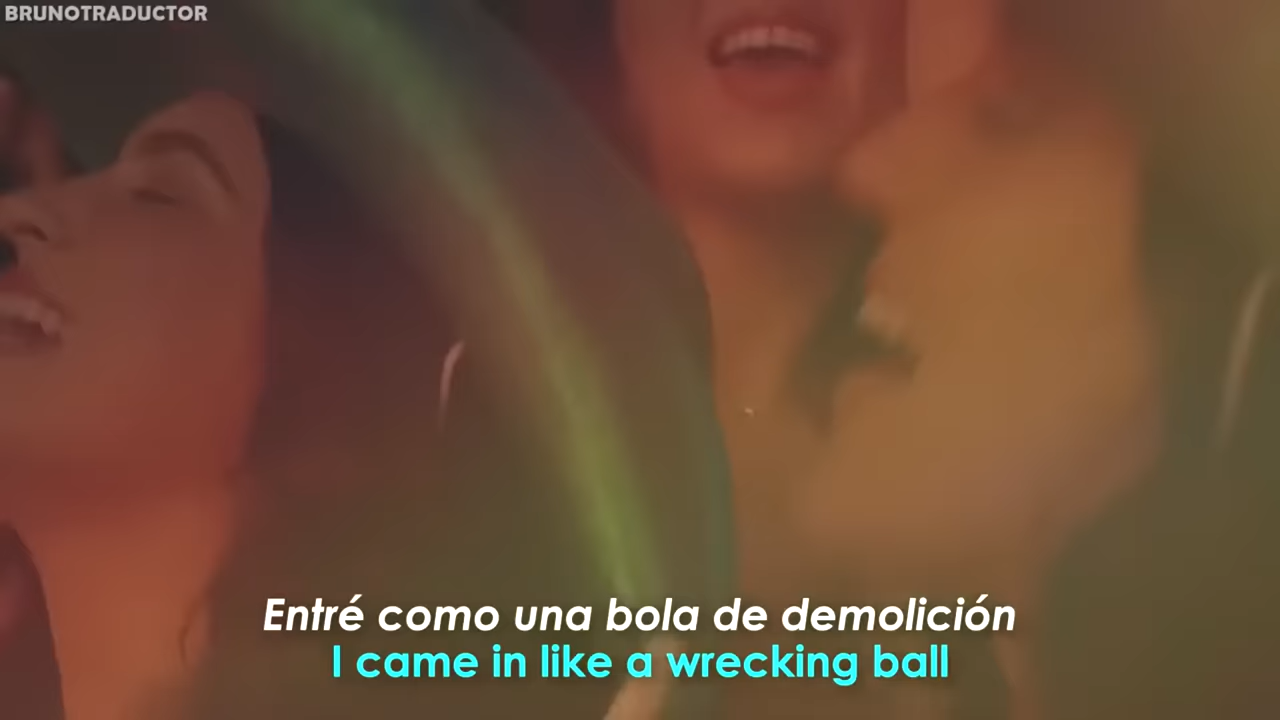 BRUNOTRADUCTOR
Entré como una bola de demolición
I came in like a wrecking ball